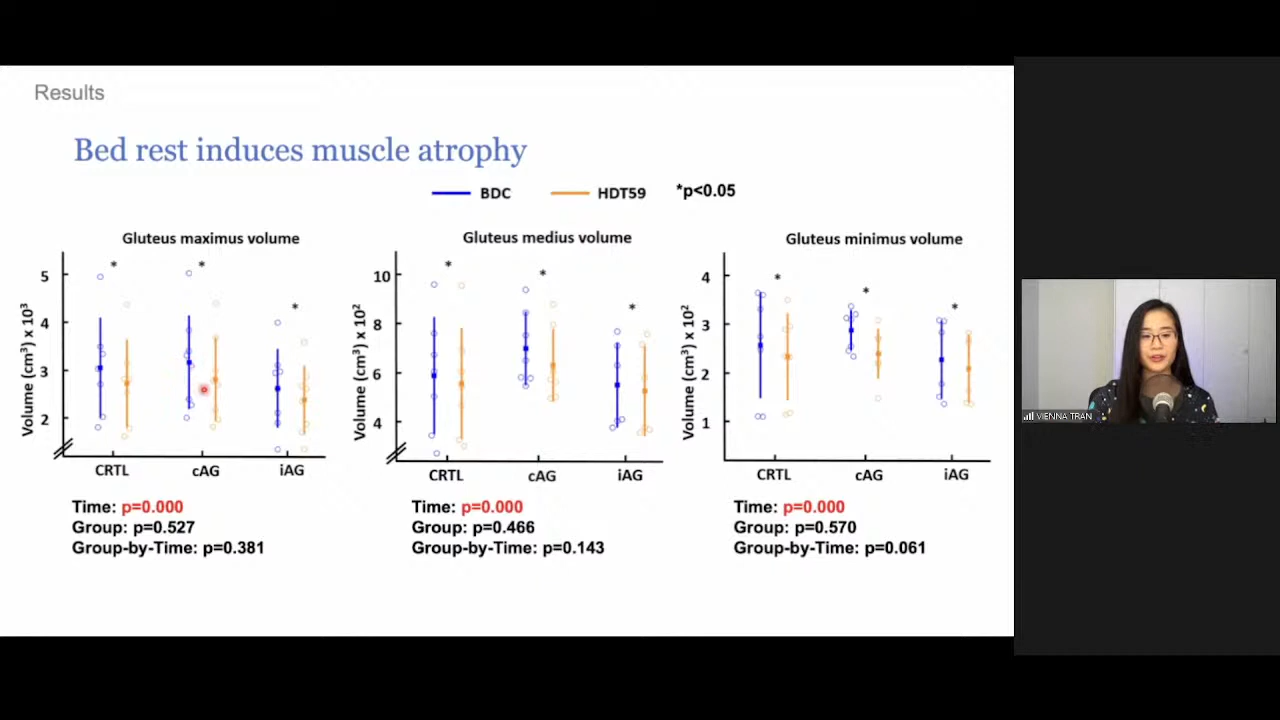 Results
Bed rest induces muscle atrophy
BDC HDT59 *p<0.05
Gluteus maximus volume
*
*
*
5
4
3
2
Volume (cm³) x 10³
CRTL cAG iAG
Time: p=0.000
Group: p=0.527
Group-by-Time: p=0.381
Gluteus medius volume
*
*
*
10
8
6
4
Volume (cm³) x 10²
CRTL cAG iAG
Time: p=0.000
Group: p=0.466
Group-by-Time: p=0.143
Gluteus minimus volume
*
*
*
4
3
2
1
Volume (cm³) x 10²
CRTL cAG iAG
Time: p=0.000
Group: p=0.570
Group-by-Time: p=0.061
VIENNA TRAN